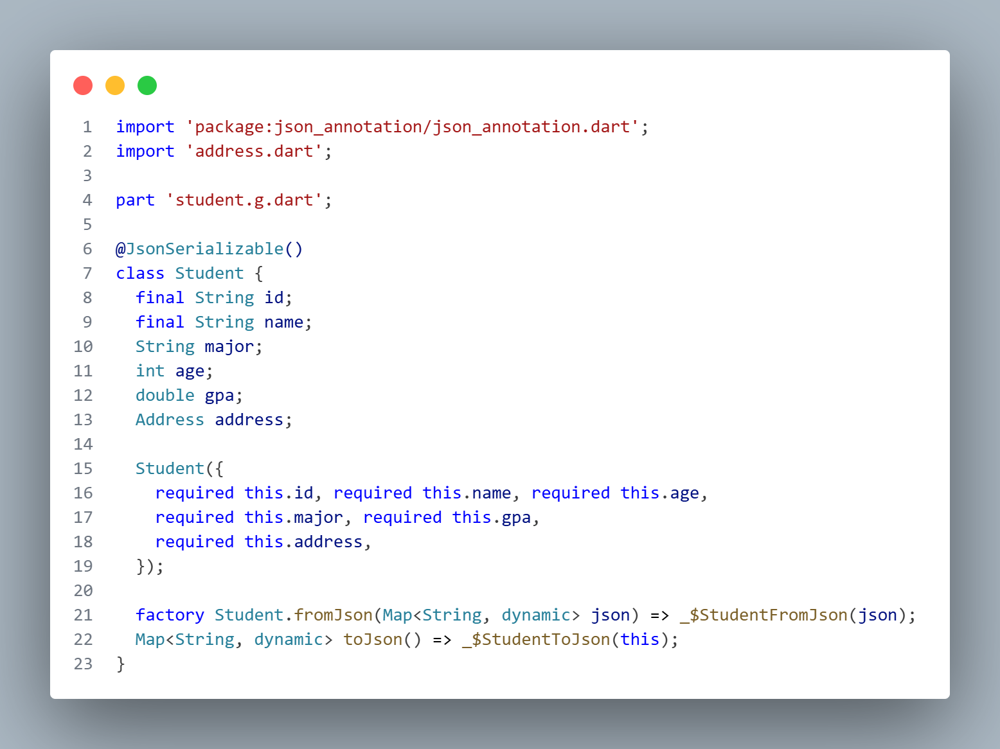 1 import 'package:json_annotation/json_annotation.dart';
2 import 'address.dart';
3
4 part 'student.g.dart';
5
6 @JsonSerializable()
7 class Student {
8   final String id;
9   final String name;
10   String major;
11   int age;
12   double gpa;
13   Address address;
14
15   Student({
16     required this.id, required this.name, required this.age,
17     required this.major, required this.gpa,
18     required this.address,
19   });
20
21   factory Student.fromJson(Map<String, dynamic> json) => _$StudentFromJson(json);
22   Map<String, dynamic> toJson() => _$StudentToJson(this);
23 }